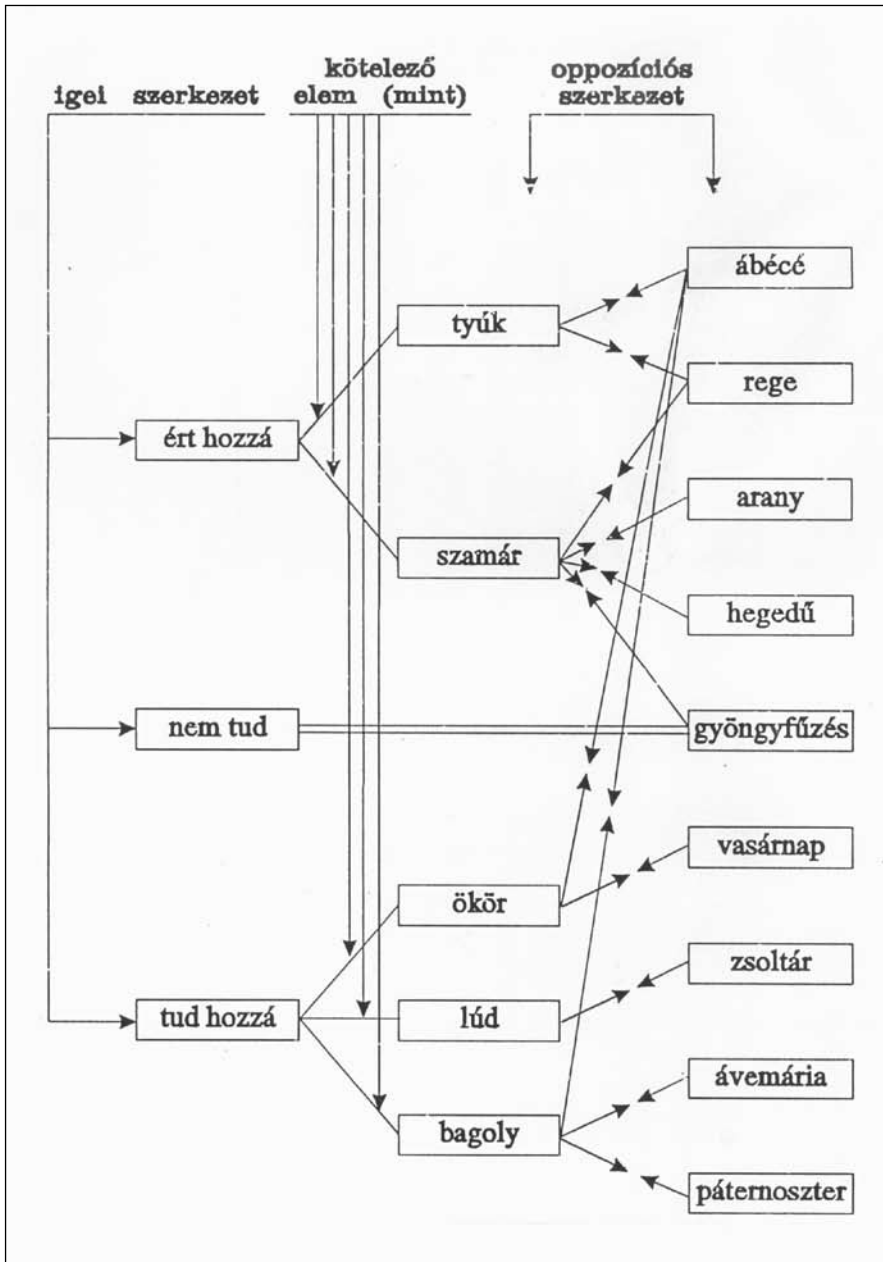 igei szerkezet
kötelező
elem (mint)
oppozíciós
szerkezet
ábécé
tyúk
rege
ért hozzá
arany
szamár
hegedű
nem tud
gyöngyfűzés
vasárnap
ökör
zsoltár
tud hozzá
lúd
ávemária
bagoly
páternoszter